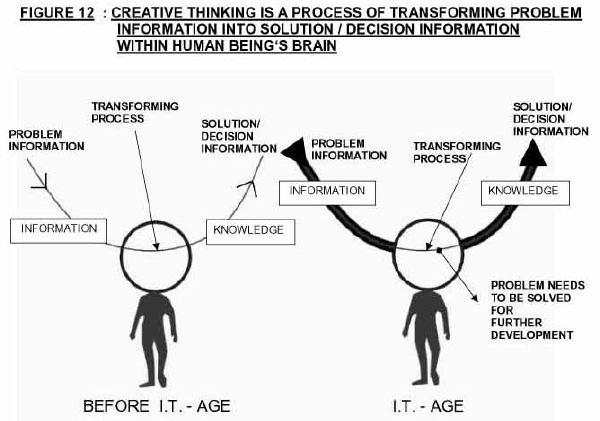 FIGURE 12 : CREATIVE THINKING IS A PROCESS OF TRANSFORMING PROBLEM
INFORMATION INTO SOLUTION / DECISION INFORMATION
WITHIN HUMAN BEING'S BRAIN
PROBLEM
INFORMATION
TRANSFORMING
PROCESS
SOLUTION/
DECISION
INFORMATION
INFORMATION
KNOWLEDGE
BEFORE I.T. - AGE
PROBLEM
INFORMATION
TRANSFORMING
PROCESS
SOLUTION/
DECISION
INFORMATION
INFORMATION
KNOWLEDGE
PROBLEM NEEDS
TO BE SOLVED
FOR
FURTHER
DEVELOPMENT
I.T. - AGE